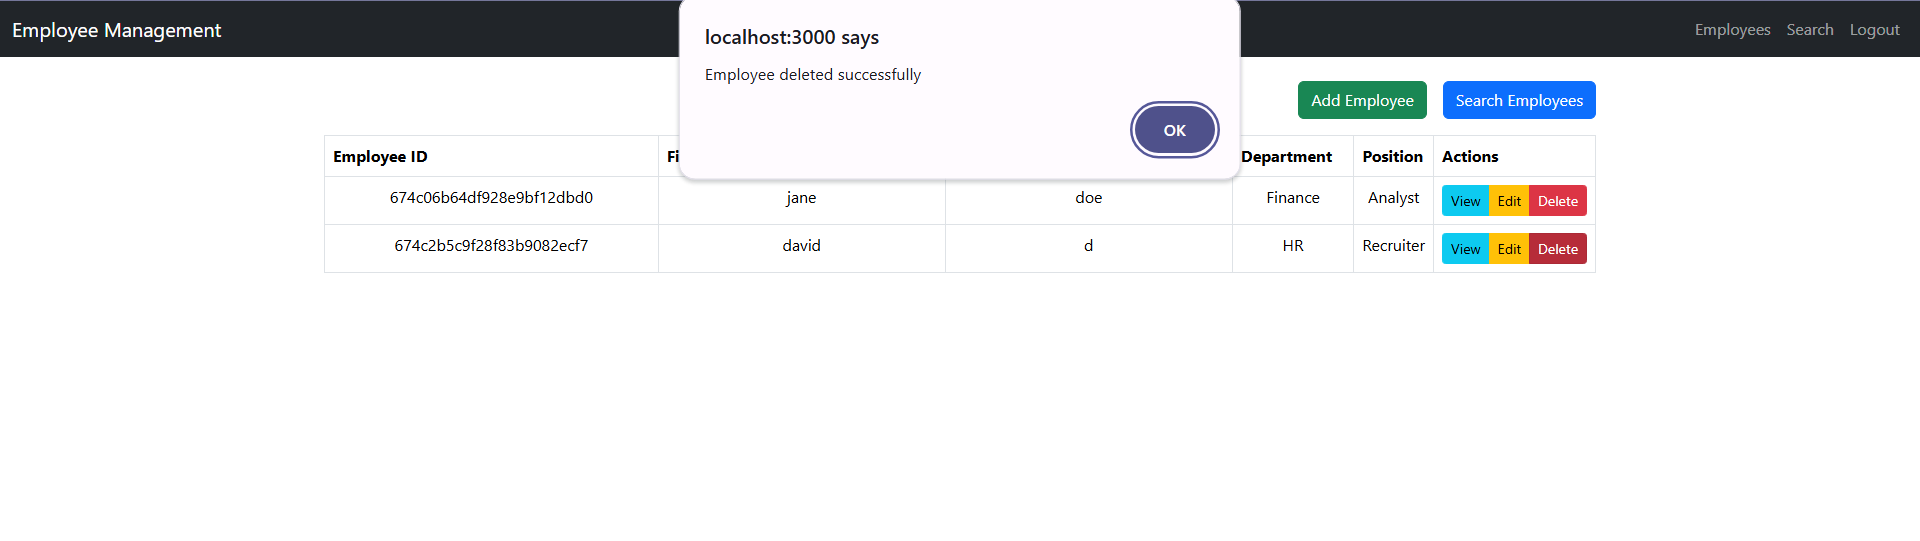 Employee Management
Employees Search Logout
localhost:3000 says
Employee deleted successfully
OK
Add Employee Search Employees
Employee ID Department Position Actions
674c06b64df928e9bf12dbd0 jane doe Finance Analyst View Edit Delete
674c2b5c9f28f83b9082ecf7 david d HR Recruiter View Edit Delete